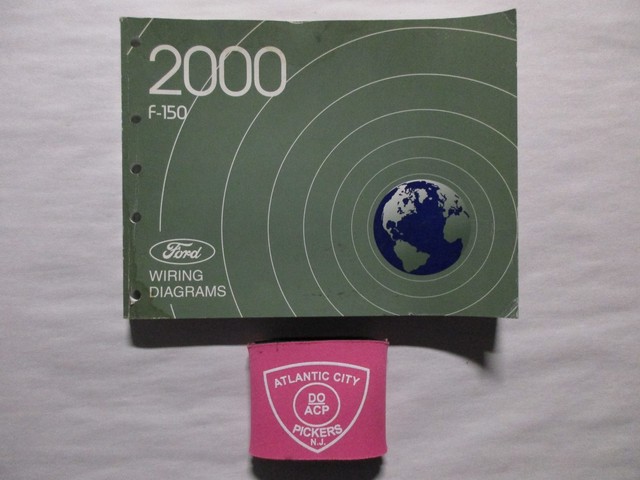 2000
F-150
Ford
WIRING
DIAGRAMS
ATLANTIC CITY
DO
ACP
PICKERS
N.J.